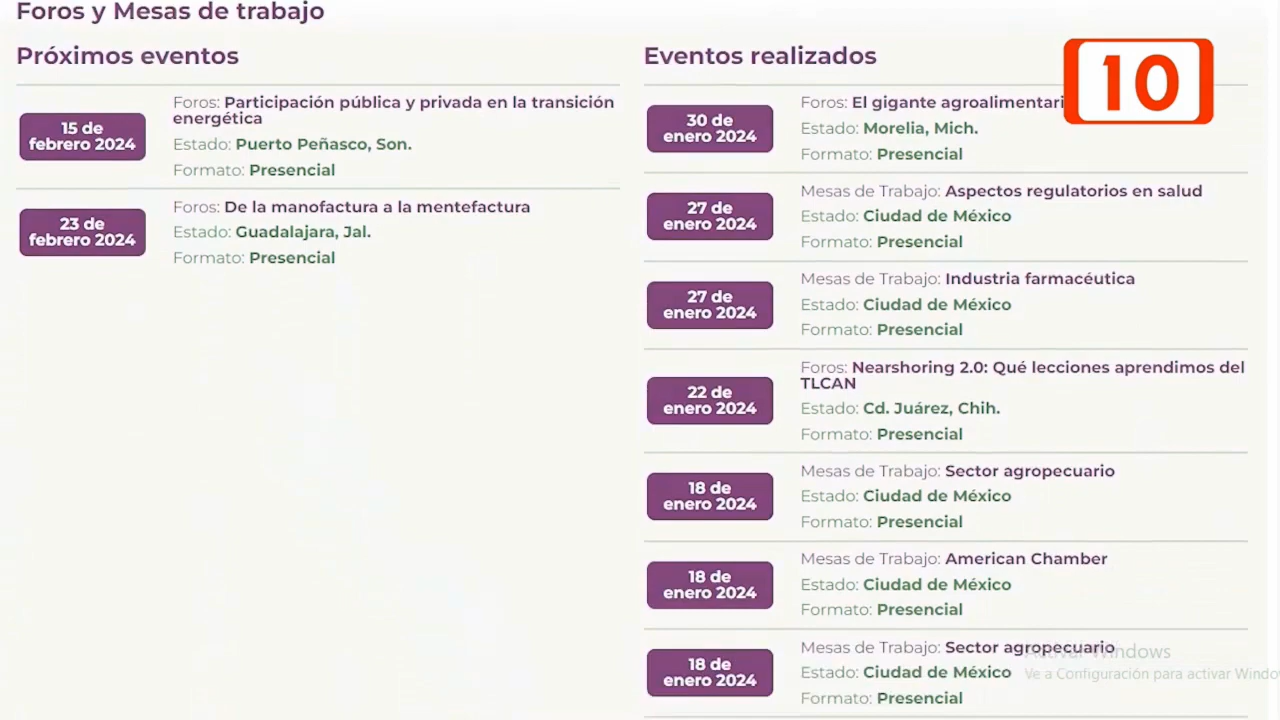 Foros y Mesas de trabajo
Próximos eventos
15 de
febrero 2024
Foros: Participación pública y privada en la transición
energética
Estado: Puerto Peñasco, Son.
Formato: Presencial
23 de
febrero 2024
Foros: De la manofactura a la mentefactura
Estado: Guadalajara, Jal.
Formato: Presencial
Eventos realizados
10
30 de
enero 2024
Foros: El gigante agroalimentari
Estado: Morelia, Mich.
Formato: Presencial
27 de
enero 2024
Mesas de Trabajo: Aspectos regulatorios en salud
Estado: Ciudad de México
Formato: Presencial
27 de
enero 2024
Mesas de Trabajo: Industria farmacéutica
Estado: Ciudad de México
Formato: Presencial
22 de
enero 2024
Foros: Nearshoring 2.0: Qué lecciones aprendimos del
TLCAN
Estado: Cd. Juárez, Chih.
Formato: Presencial
18 de
enero 2024
Mesas de Trabajo: Sector agropecuario
Estado: Ciudad de México
Formato: Presencial
18 de
enero 2024
Mesas de Trabajo: American Chamber
Estado: Ciudad de México
Formato: Presencial
18 de
enero 2024
Mesas de Trabajo: Sector agropecuario
Estado: Ciudad de México
Formato: Presencial
Activar Windows
Ve a Configuración para activar Windo